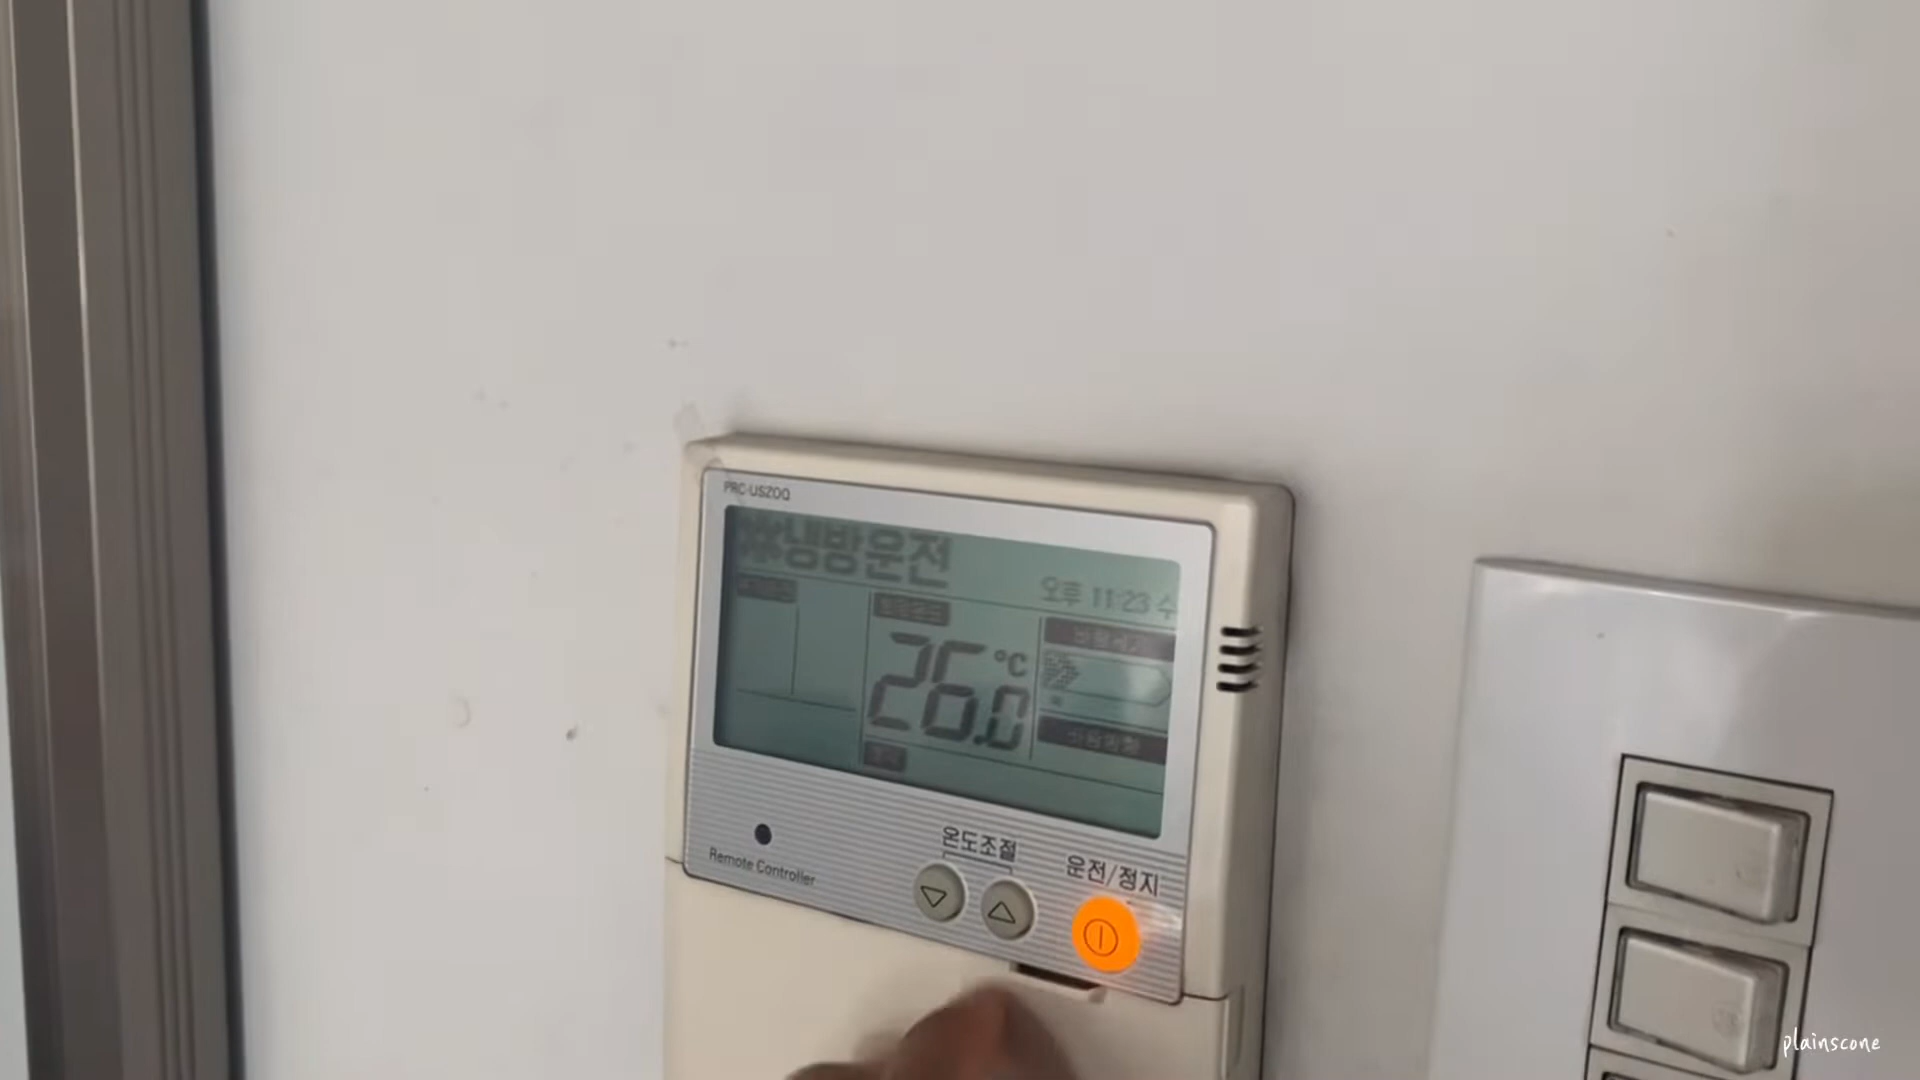 PRC-US200
냉방운전
오후 11:23 수
26.0 °C
Remote Controller
온도조절
운전/정지
plainscone